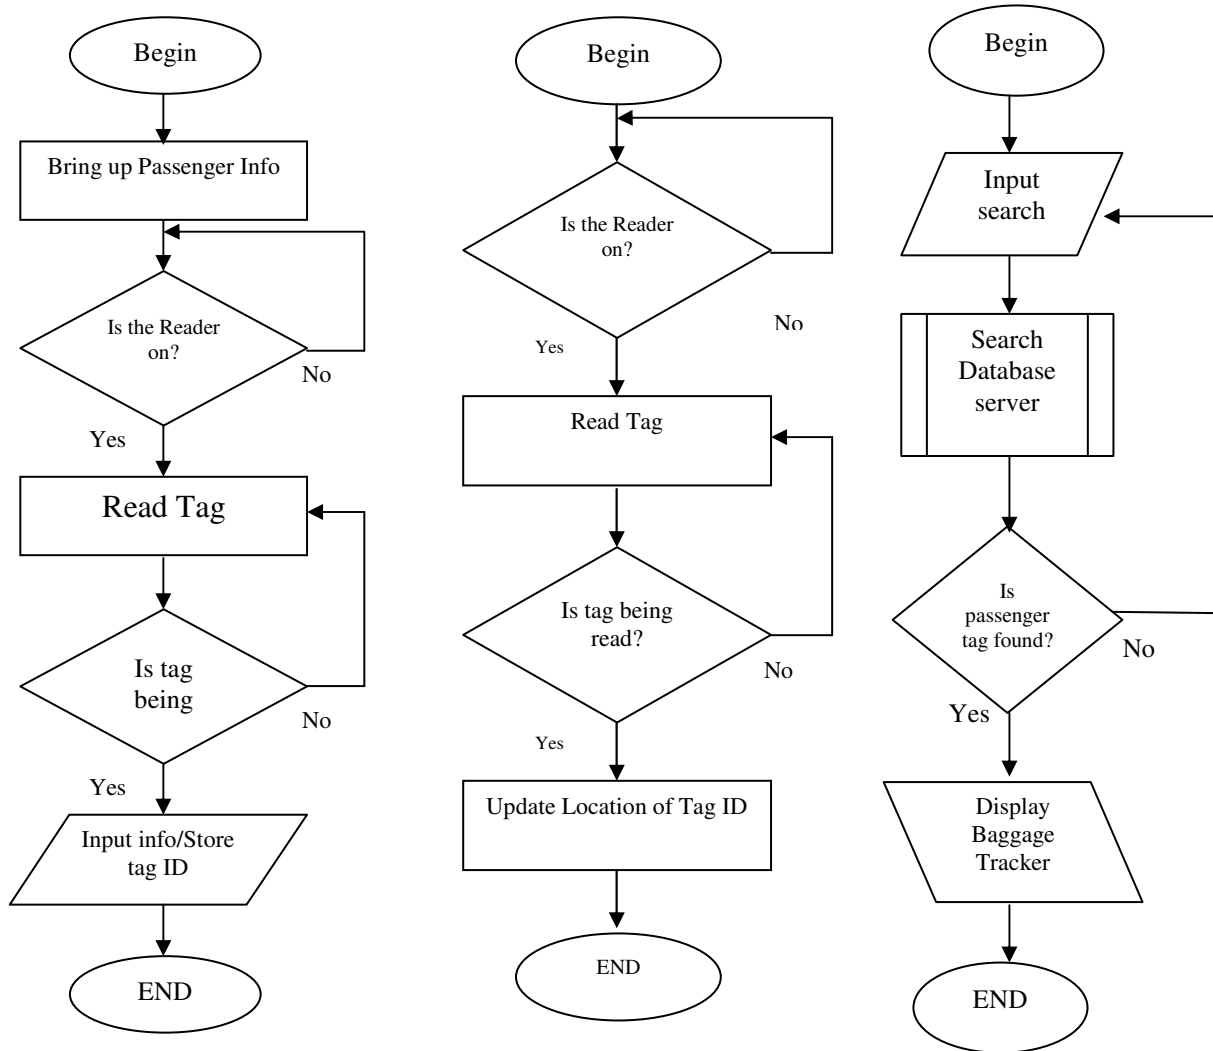 Begin
Bring up Passenger Info
Is the Reader
on?
No
Yes
Read Tag
Is tag
being
No
Yes
Input info/Store
tag ID
END
Begin
Is the Reader
on?
No
Yes
Read Tag
Is tag being
read?
No
Yes
Update Location of Tag ID
END
Begin
Input
search
Search
Database
server
Is
passenger
tag found?
No
Yes
Display
Baggage
Tracker
END